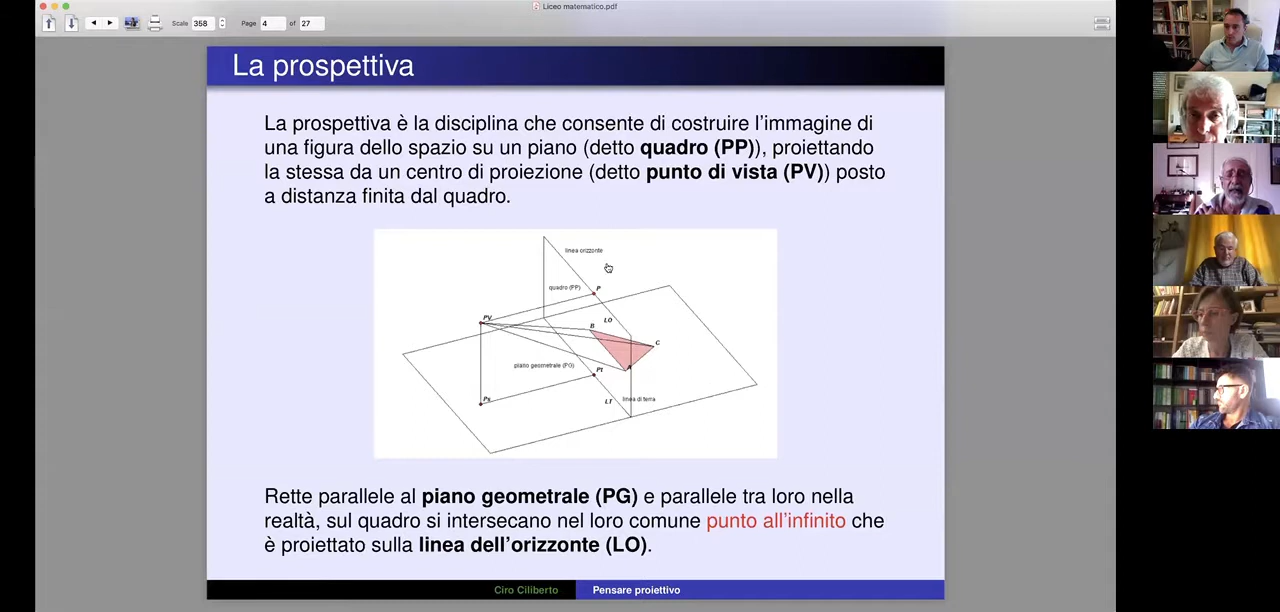 Liceo matematico.pdf
Scale 358 Page 4 of 27
La prospettiva
La prospettiva è la disciplina che consente di costruire l'immagine di
una figura dello spazio su un piano (detto quadro (PP)), proiettando
la stessa da un centro di proiezione (detto punto di vista (PV)) posto
a distanza finita dal quadro.
linea orizzonte
quadro (PP)
P
PV
LO
B
C
piano geometrale (PG)
A
Pt
Ps
LT
linea di terra
Rette parallele al piano geometrale (PG) e parallele tra loro nella
realtà, sul quadro si intersecano nel loro comune punto all'infinito che
è proiettato sulla linea dell'orizzonte (LO).
Ciro Ciliberto
Pensare proiettivo